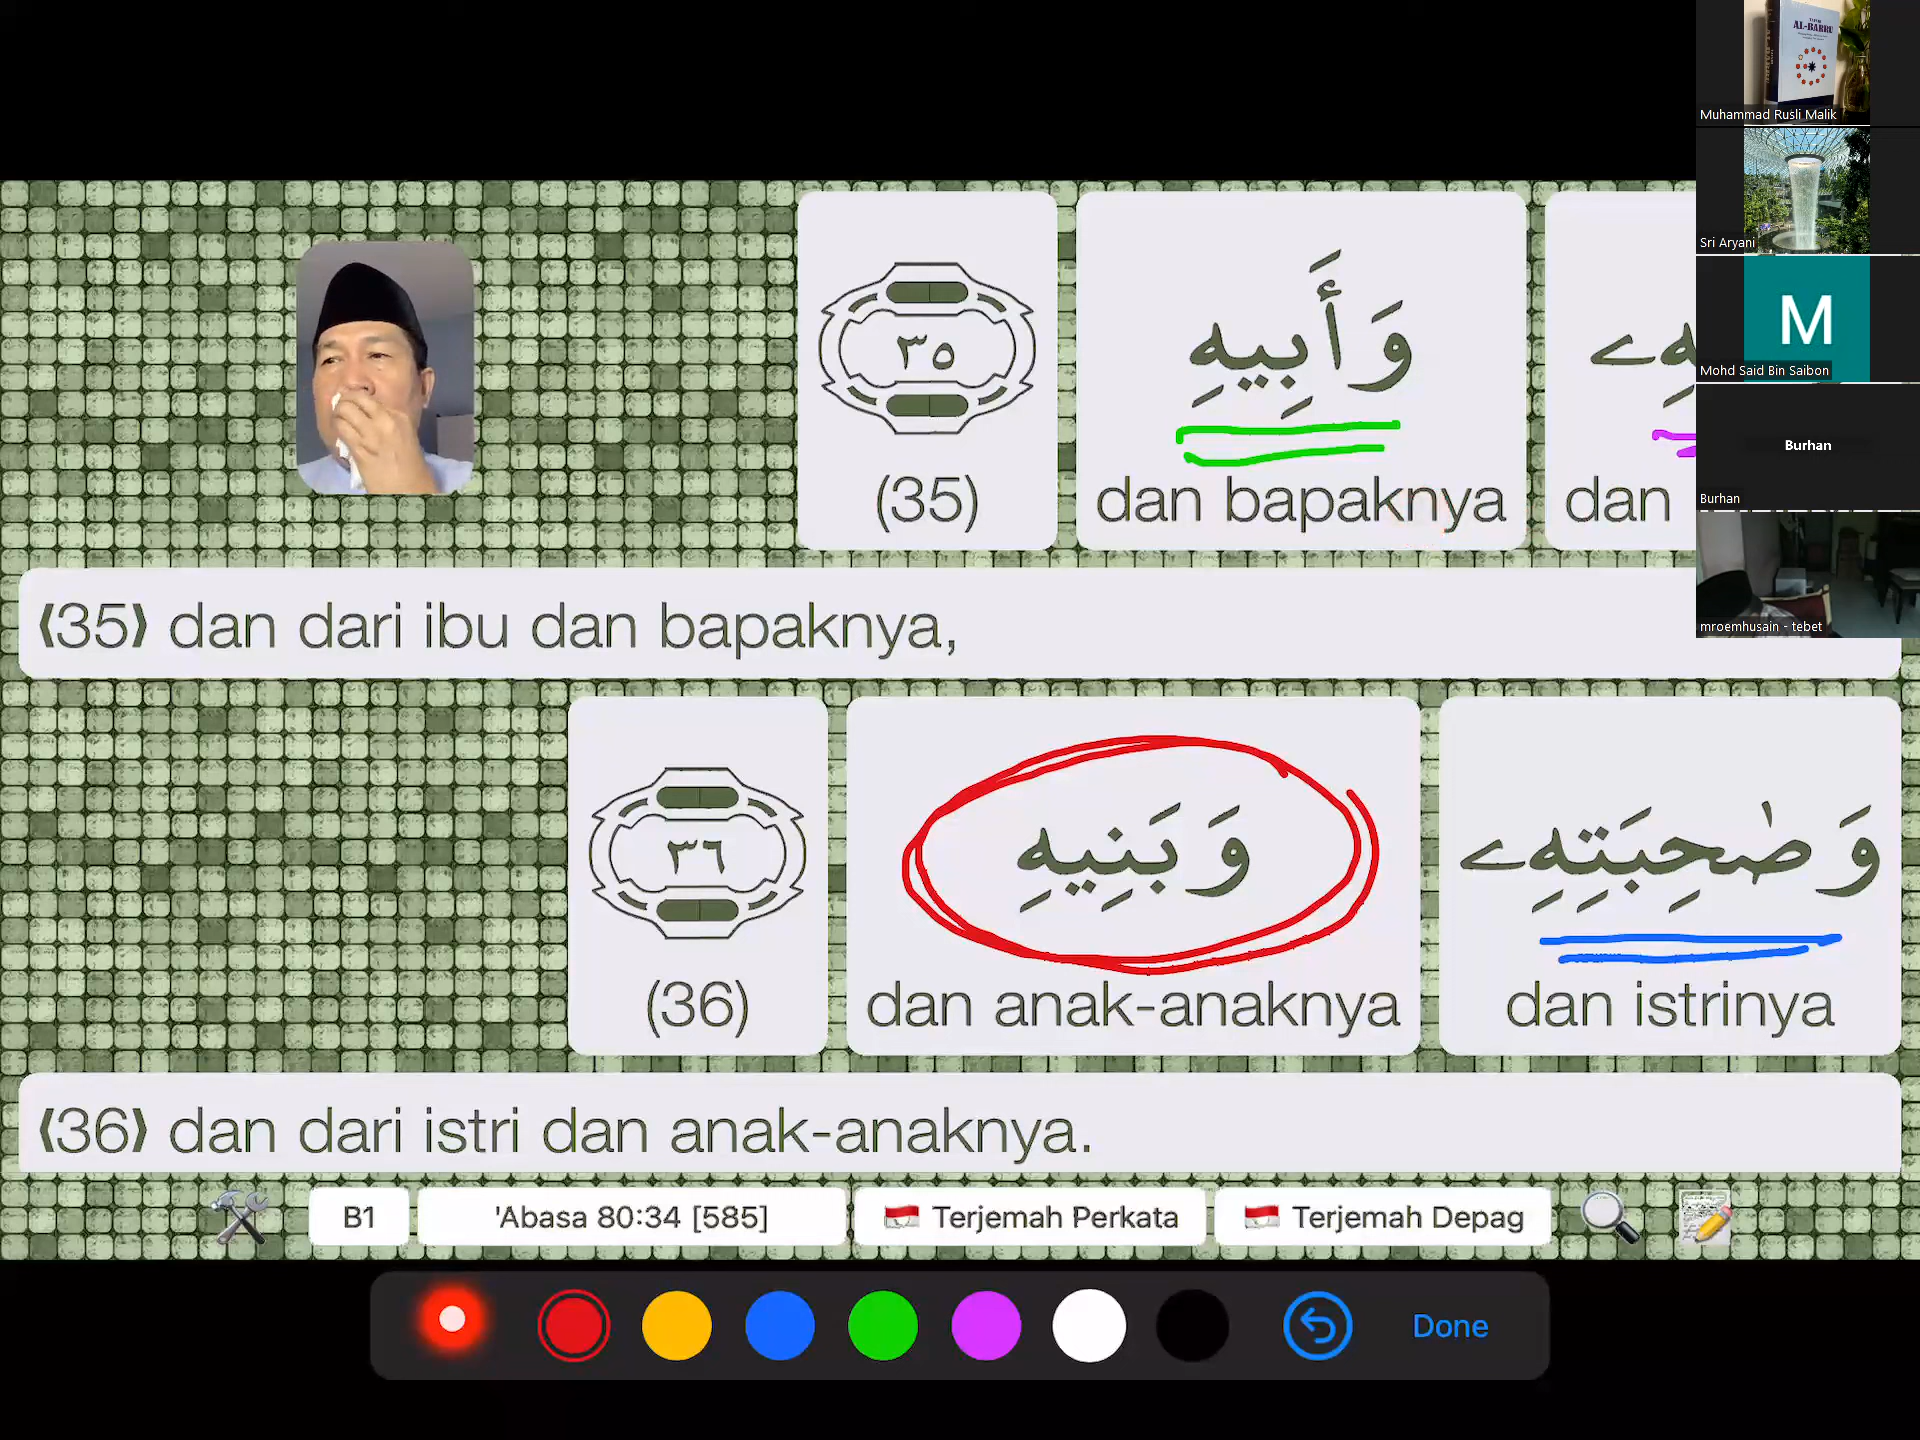 وَأَبِيهِ
٣٥
dan
dan bapaknya
(35)
⟪35⟫ dan dari ibu dan bapaknya,
وَصَٰحِبَتِهِۦ وَبَنِيهِ
٣٦
dan istrinya
dan anak-anaknya
(36)
⟪36⟫ dan dari istri dan anak-anaknya.
B1
'Abasa 80:34 [585]
Terjemah Perkata
Terjemah Depag
Done
AL-BARRU
Muhammad Rusli Malik
Sri Aryani
M
Mohd Said Bin Saibon
Burhan
Burhan
mroemhusain - tebet